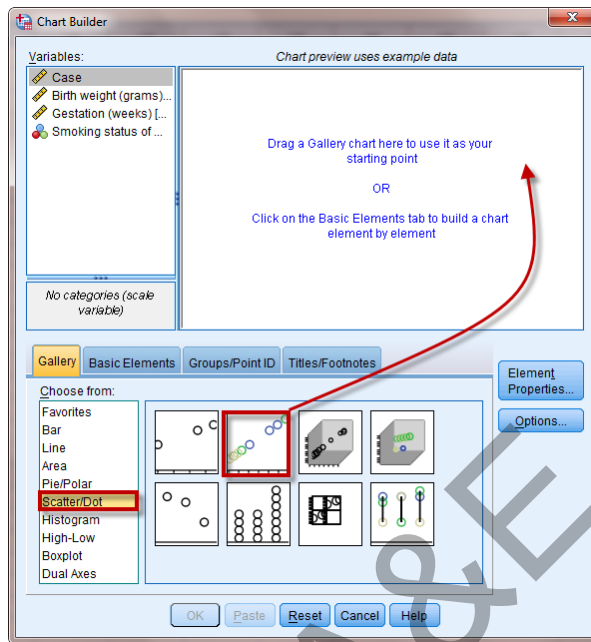 Chart Builder
Variables:
Chart preview uses example data
Case
Birth weight (grams)...
Gestation (weeks) [...
Smoking status of ...
Drag a Gallery chart here to use it as your
starting point
OR
Click on the Basic Elements tab to build a chart
element by element
No categories (scale
variable)
Gallery
Basic Elements
Groups/Point ID
Titles/Footnotes
Element
Properties...
Options...
Choose from:
Favorites
Bar
Line
Area
Pie/Polar
Scatter/Dot
Histogram
High-Low
Boxplot
Dual Axes
OK
Paste
Reset
Cancel
Help
&E